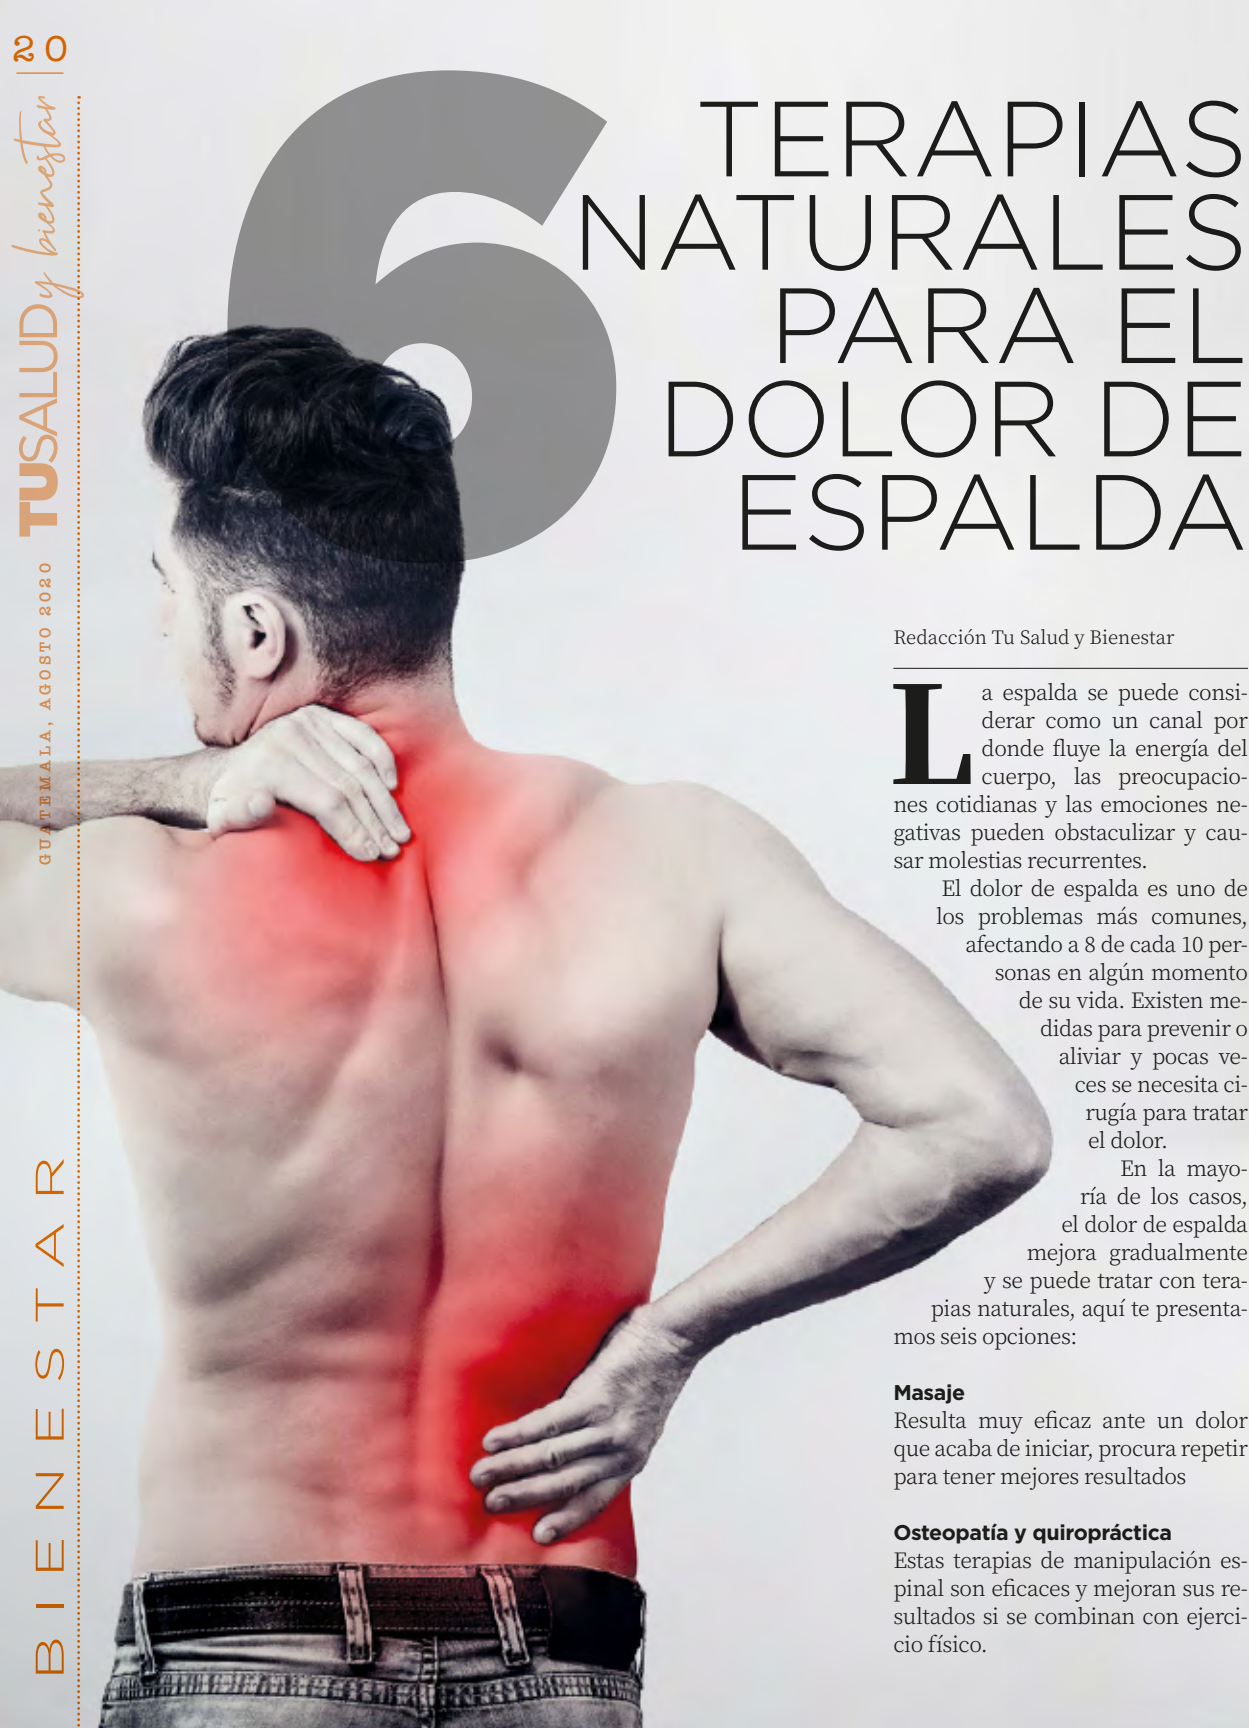 20
TUSALUD y bienestar
GUATEMALA, AGOSTO 2020
BIENESTAR
6
TERAPIAS
NATURALES
PARA EL
DOLOR DE
ESPALDA
Redacción Tu Salud y Bienestar
La espalda se puede consi-
derar como un canal por
donde fluye la energía del
cuerpo, las preocupacio-
nes cotidianas y las emociones ne-
gativas pueden obstaculizar y cau-
sar molestias recurrentes.
El dolor de espalda es uno de
los problemas más comunes,
afectando a 8 de cada 10 per-
sonas en algún momento
de su vida. Existen me-
didas para prevenir o
aliviar y pocas ve-
ces se necesita ci-
rugía para tratar
el dolor.
En la mayo-
ría de los casos,
el dolor de espalda
mejora gradualmente
y se puede tratar con tera-
pias naturales, aquí te presenta-
mos seis opciones:
Masaje
Resulta muy eficaz ante un dolor
que acaba de iniciar, procura repetir
para tener mejores resultados
Osteopatía y quiropráctica
Estas terapias de manipulación es-
pinal son eficaces y mejoran sus re-
sultados si se combinan con ejerci-
cio físico.